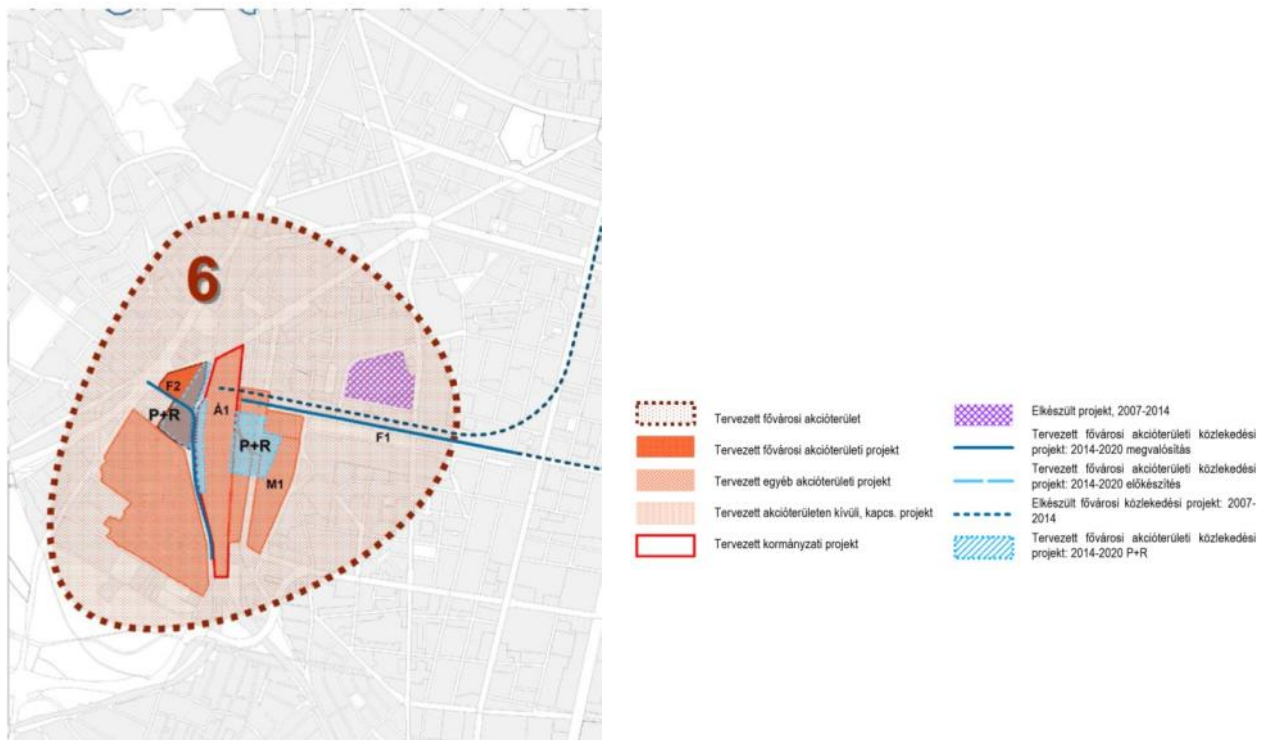 6
F2
P+R
Á1
P+R
F1
M1
Tervezett fővárosi akcióterület
Tervezett fővárosi akcióterületi projekt
Tervezett egyéb akcióterületi projekt
Tervezett akcióterületen kívüli, kapcs. projekt
Tervezett kormányzati projekt
Elkészült projekt, 2007-2014
Tervezett fővárosi akcióterületi közlekedési
projekt: 2014-2020 megvalósítás
Tervezett fővárosi akcióterületi közlekedési
projekt: 2014-2020 előkészítés
Elkészült fővárosi közlekedési projekt: 2007-
2014
Tervezett fővárosi akcióterületi közlekedési
projekt: 2014-2020 P+R